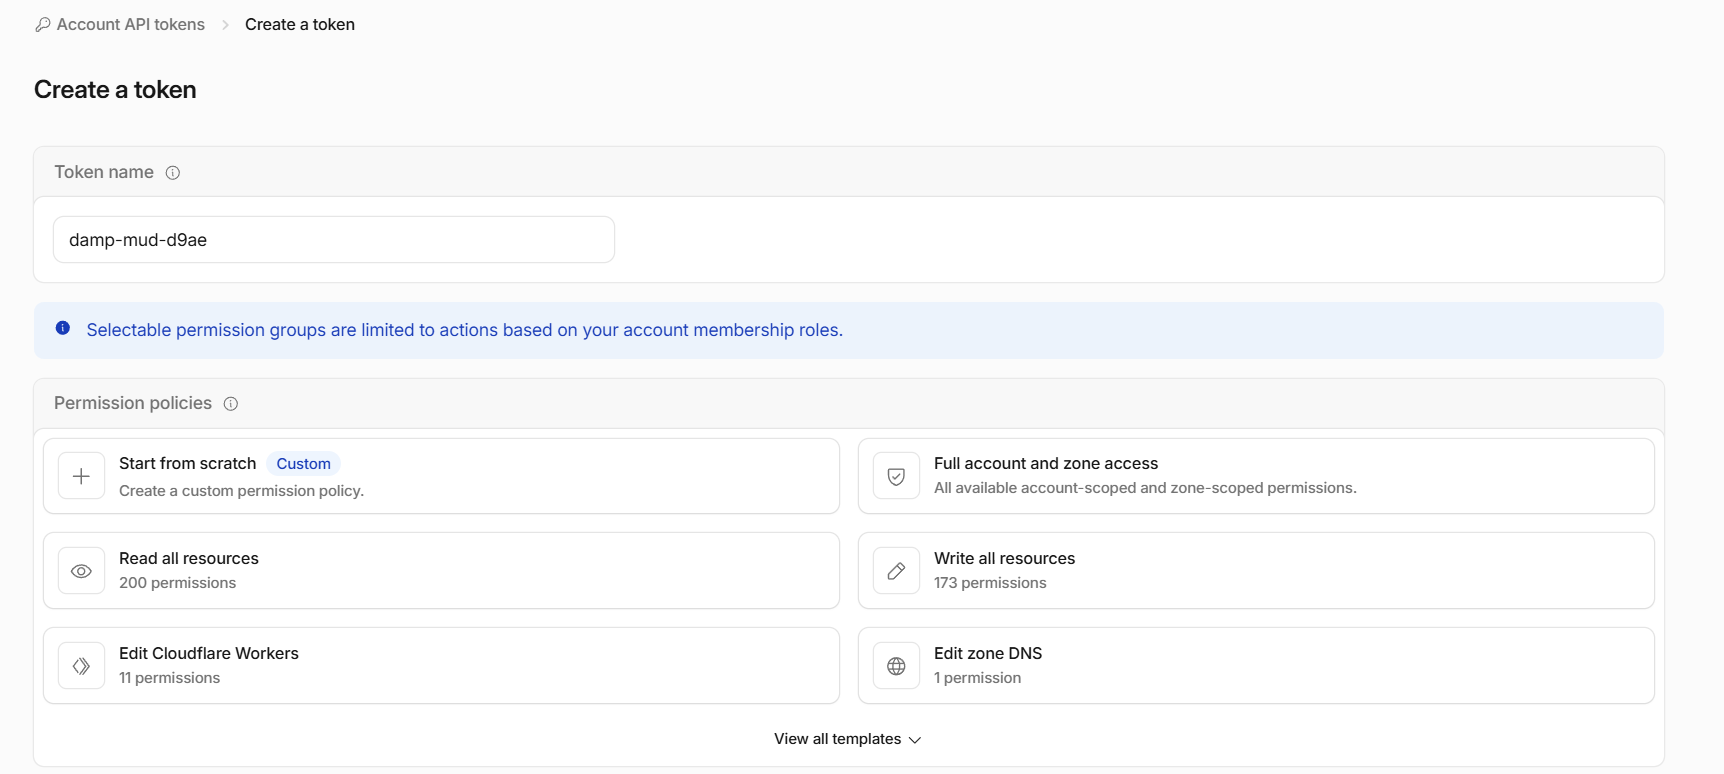 Account API tokens > Create a token
Create a token
Token name
damp-mud-d9ae
Selectable permission groups are limited to actions based on your account membership roles.
Permission policies
Start from scratch Custom
Create a custom permission policy.
Full account and zone access
All available account-scoped and zone-scoped permissions.
Read all resources
200 permissions
Write all resources
173 permissions
Edit Cloudflare Workers
11 permissions
Edit zone DNS
1 permission
View all templates